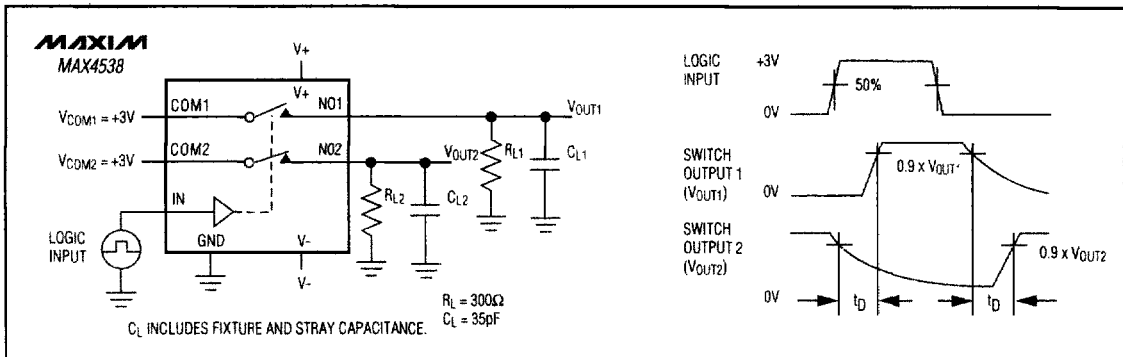 MAXIM
MAX4538
V+
V+
COM1
NO1
VCOM1 = +3V
VOUT1
COM2
NO2
VCOM2 = +3V
VOUT2
RL1
CL1
RL2
CL2
IN
LOGIC
INPUT
GND
V-
V-
RL = 300Ω
CL = 35pF
CL INCLUDES FIXTURE AND STRAY CAPACITANCE.
LOGIC
INPUT
+3V
50%
0V
SWITCH
OUTPUT 1
(VOUT1)
0.9 x VOUT1
0V
SWITCH
OUTPUT 2
(VOUT2)
0.9 x VOUT2
0V
tD
tD